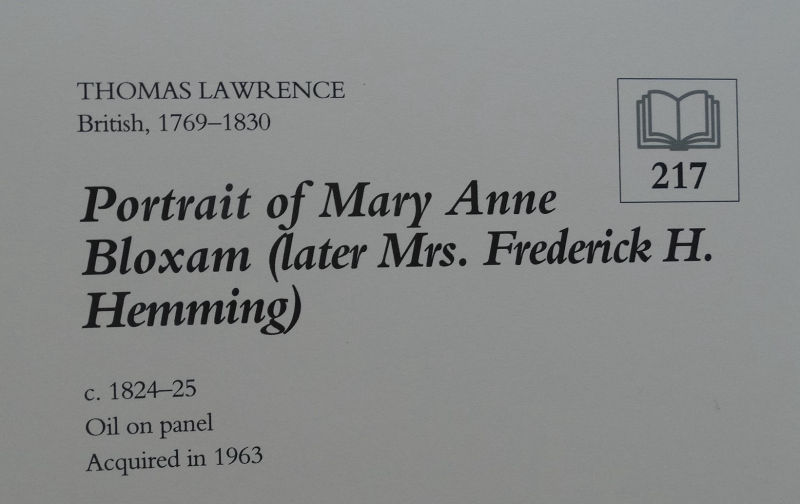 THOMAS LAWRENCE
British, 1769–1830
217
Portrait of Mary Anne
Bloxam (later Mrs. Frederick H.
Hemming)
c. 1824–25
Oil on panel
Acquired in 1963